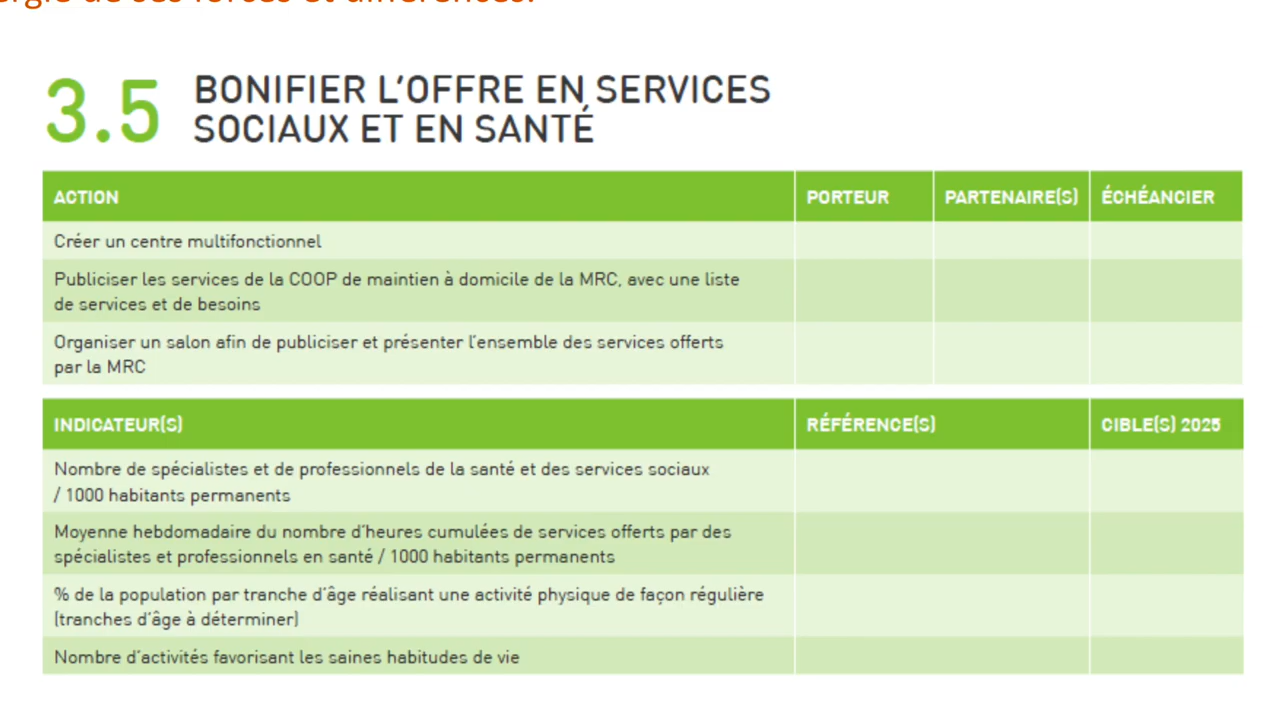 de ses forces et différences.
3.5 BONIFIER L'OFFRE EN SERVICES
SOCIAUX ET EN SANTÉ
ACTION PORTEUR PARTENAIRE(S) ÉCHÉANCIER
Créer un centre multifonctionnel
Publiciser les services de la COOP de maintien à domicile de la MRC, avec une liste
de services et de besoins
Organiser un salon afin de publiciser et présenter l'ensemble des services offerts
par la MRC
INDICATEUR(S) RÉFÉRENCE(S) CIBLE(S) 2025
Nombre de spécialistes et de professionnels de la santé et des services sociaux
/ 1000 habitants permanents
Moyenne hebdomadaire du nombre d'heures cumulées de services offerts par des
spécialistes et professionnels en santé / 1000 habitants permanents
% de la population par tranche d'âge réalisant une activité physique de façon régulière
(tranches d'âge à déterminer)
Nombre d'activités favorisant les saines habitudes de vie